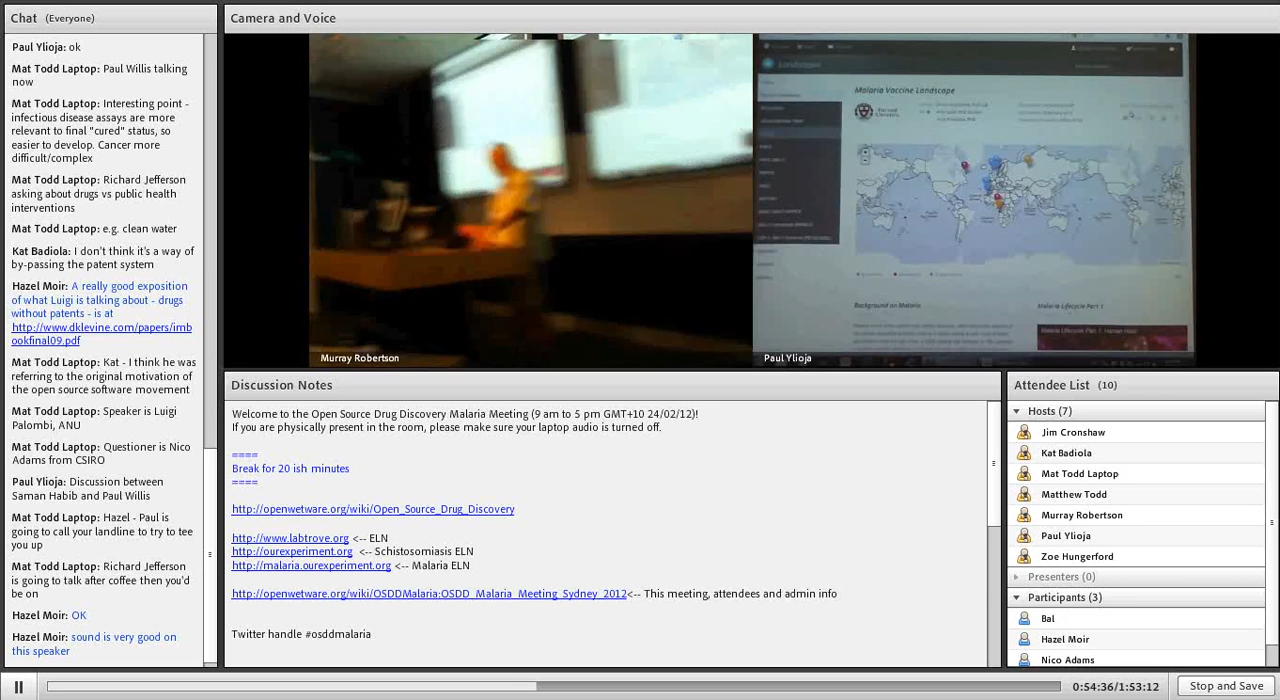 Chat (Everyone)
Paul Ylioja: ok
Mat Todd Laptop: Paul Willis talking
now
Mat Todd Laptop: Interesting point -
infectious disease assays are more
relevant to final "cured" status, so
easier to develop. Cancer more
difficult/complex
Mat Todd Laptop: Richard Jefferson
asking about drugs vs public health
interventions
Mat Todd Laptop: e.g. clean water
Kat Badiola: I don't think it's a way of
by-passing the patent system
Hazel Moir: A really good exposition
of what Luigi is talking about - drugs
without patents - is at
http://www.dklevine.com/papers/imb
ookfinal09.pdf
Mat Todd Laptop: Kat - I think he was
referring to the original motivation of
the open source software movement
Mat Todd Laptop: Speaker is Luigi
Palombi, ANU
Mat Todd Laptop: Questioner is Nico
Adams from CSIRO
Paul Ylioja: Discussion between
Saman Habib and Paul Willis
Mat Todd Laptop: Hazel - Paul is
going to call your landline to try to tee
you up
Mat Todd Laptop: Richard Jefferson
is going to talk after coffee then you'd
be on
Hazel Moir: OK
Hazel Moir: sound is very good on
this speaker
Camera and Voice
Landscapes
Malaria Vaccine Landscape
Background on Malaria
Malaria Lifecycle Part 1
Malaria Lifecycle Part 1: Human Host
Murray Robertson
Paul Ylioja
Discussion Notes
Welcome to the Open Source Drug Discovery Malaria Meeting (9 am to 5 pm GMT+10 24/02/12)!
If you are physically present in the room, please make sure your laptop audio is turned off.
====
Break for 20 ish minutes
====
http://openwetware.org/wiki/Open_Source_Drug_Discovery
http://www.labtrove.org <-- ELN
http://ourexperiment.org <-- Schistosomiasis ELN
http://malaria.ourexperiment.org <-- Malaria ELN
http://openwetware.org/wiki/OSDDMalaria:OSDD_Malaria_Meeting_Sydney_2012<-- This meeting, attendees and admin info
Twitter handle #osddmalaria
Attendee List (10)
Hosts (7)
Jim Cronshaw
Kat Badiola
Mat Todd Laptop
Matthew Todd
Murray Robertson
Paul Ylioja
Zoe Hungerford
Presenters (0)
Participants (3)
Bal
Hazel Moir
Nico Adams
0:54:36/1:53:12
Stop and Save